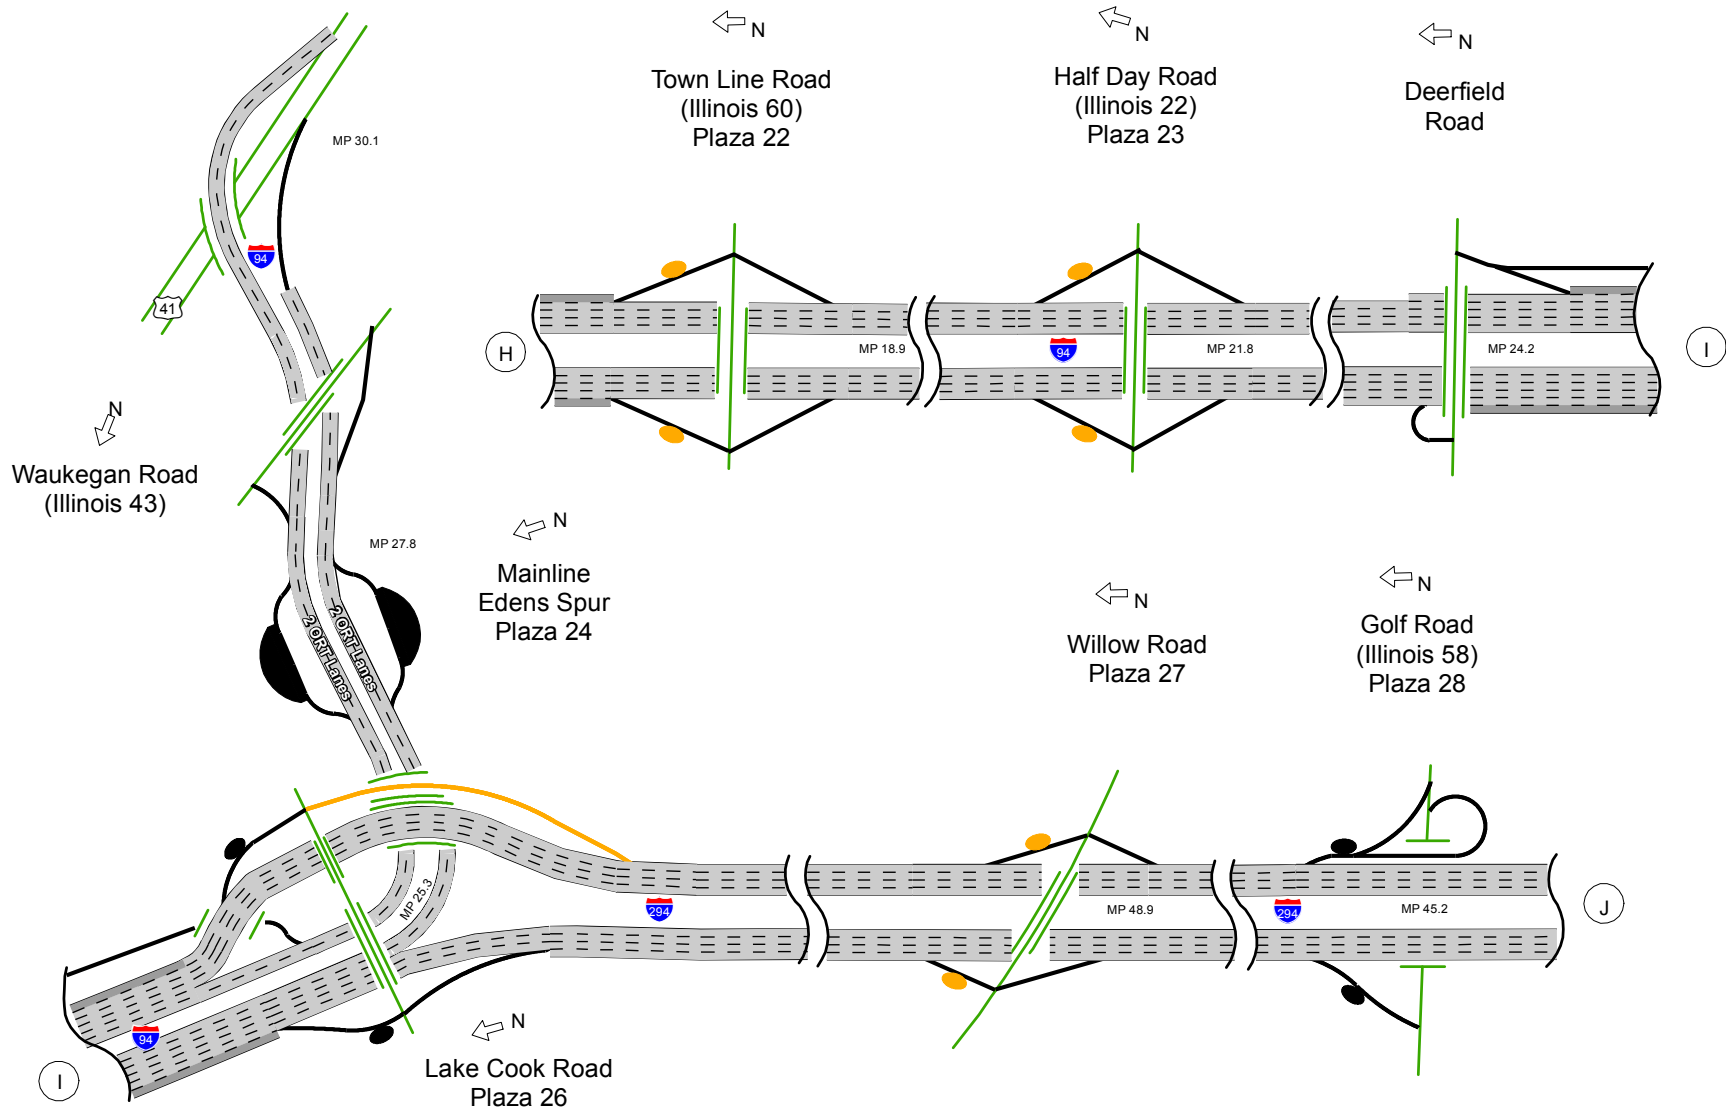 N
Town Line Road
(Illinois 60)
Plaza 22
N
Half Day Road
(Illinois 22)
Plaza 23
N
Deerfield
Road
MP 30.1
94
41
H
MP 18.9
94
MP 21.8
MP 24.2
I
N
Waukegan Road
(Illinois 43)
MP 27.8
N
Mainline
Edens Spur
Plaza 24
2 ORT Lanes
2 ORT Lanes
N
Willow Road
Plaza 27
N
Golf Road
(Illinois 58)
Plaza 28
MP 25.3
294
MP 48.9
294
MP 45.2
J
94
I
N
Lake Cook Road
Plaza 26